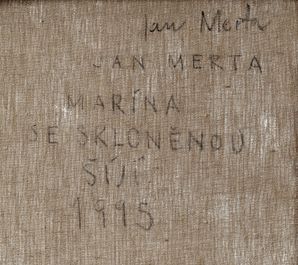 Jan Merta
JAN MERTA
MARÍNA
SE SKLONĚNOU
ŠÍJÍ
1995